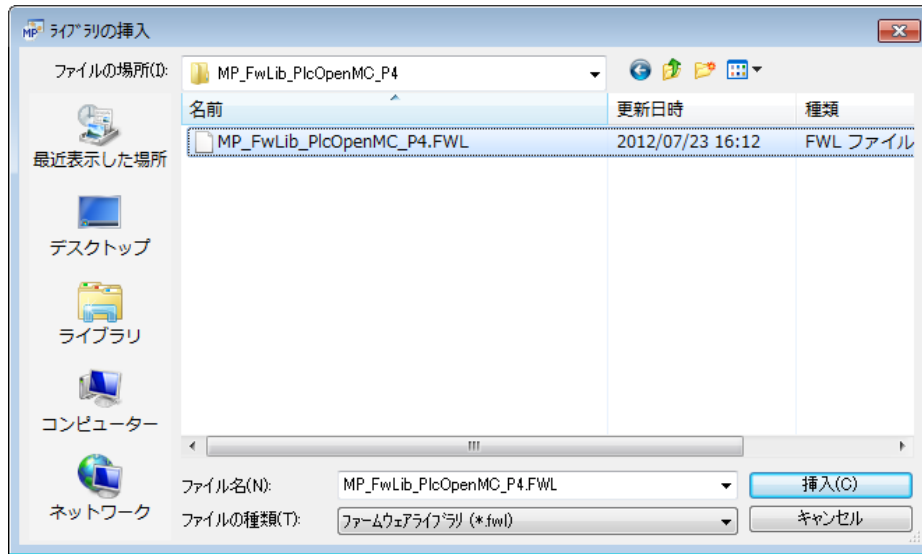 MP ﾗｲﾌﾞﾗﾘの挿入
ファイルの場所(I): MP_FwLib_PlcOpenMC_P4
名前 更新日時 種類
MP_FwLib_PlcOpenMC_P4.FWL 2012/07/23 16:12 FWL ファイル
最近表示した場所
デスクトップ
ライブラリ
コンピューター
ネットワーク
ファイル名(N): MP_FwLib_PlcOpenMC_P4.FWL 挿入(O)
ファイルの種類(T): ﾌｧｰﾑｳｪｱﾗｲﾌﾞﾗﾘ (*.fwl) キャンセル